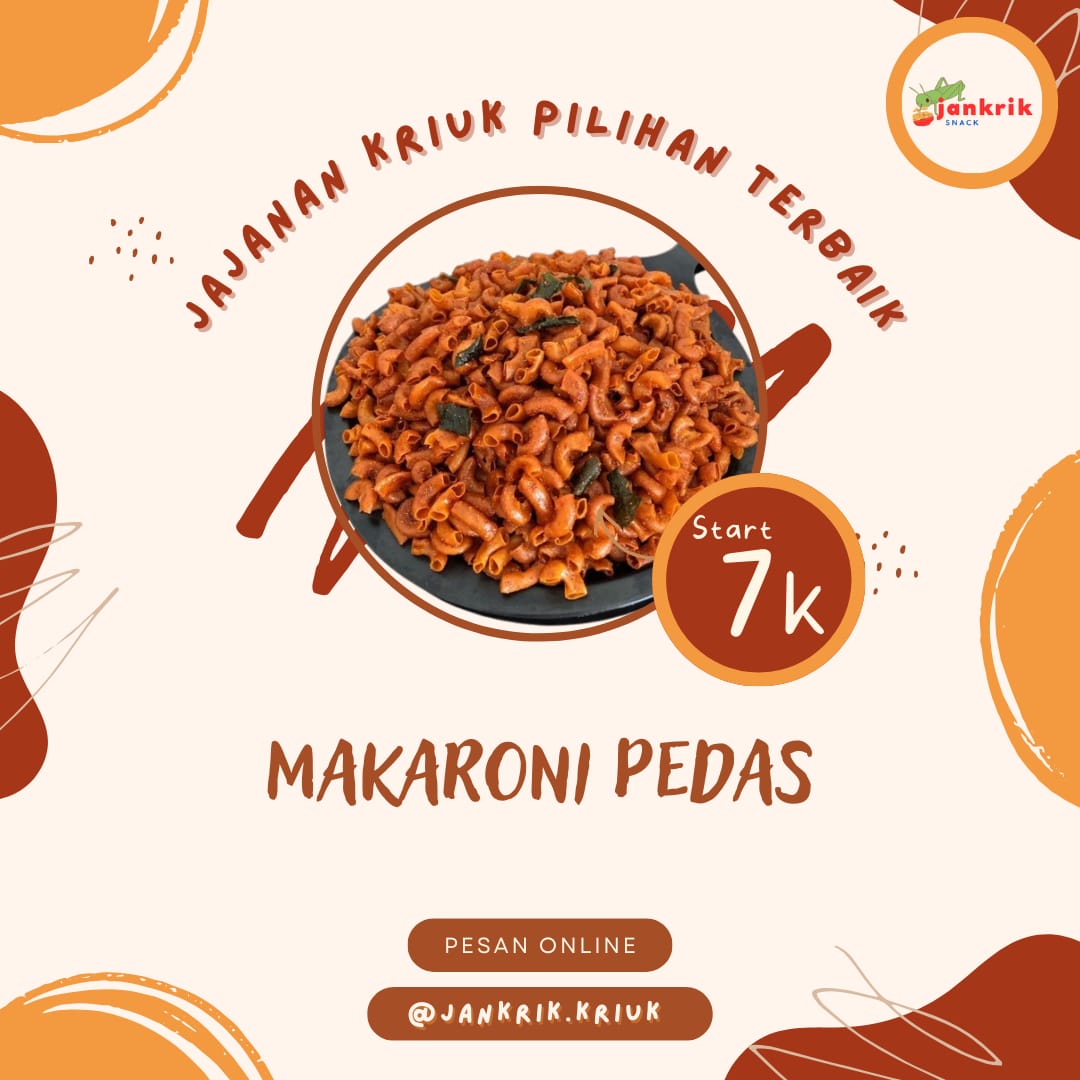 jankrik
SNACK
JAJANAN KRIUK PILIHAN TERBAIK
Start
7k
MAKARONI PEDAS
PESAN ONLINE
@JANKRIK.KRIUK